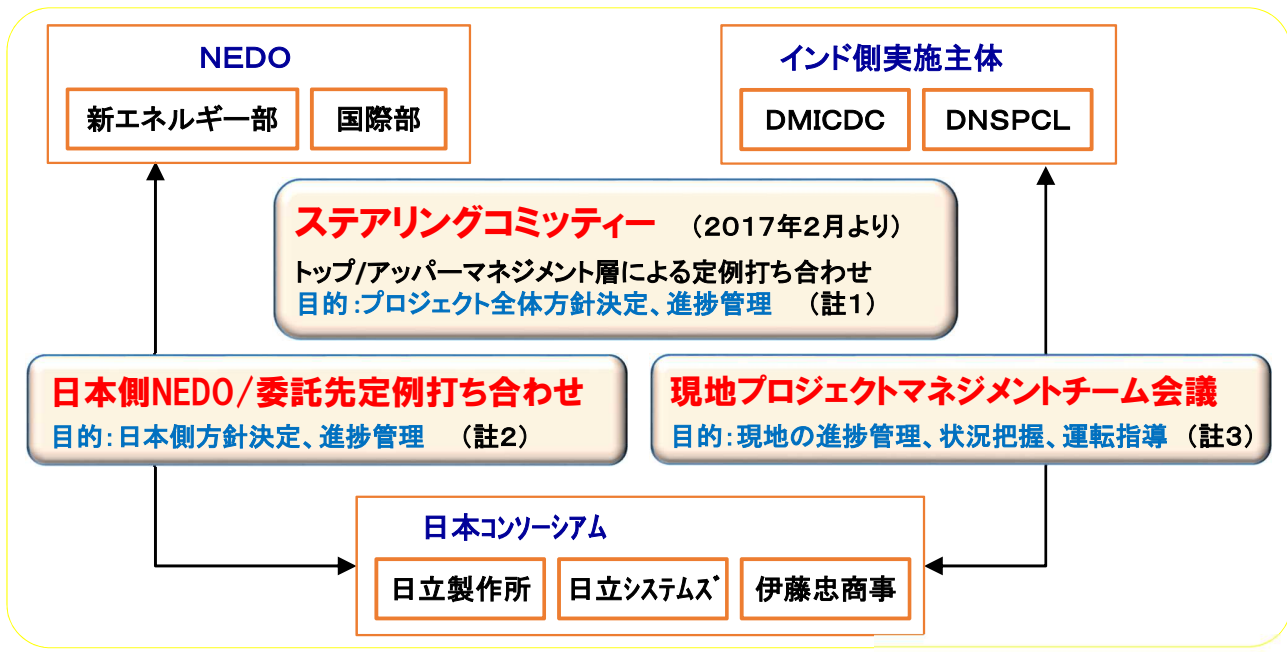 NEDO
新エネルギー部
国際部
インド側実施主体
DMICDC
DNSPCL
ステアリングコミッティー （2017年2月より）
トップ/アッパーマネジメント層による定例打ち合わせ
目的：プロジェクト全体方針決定、進捗管理 （註1）
日本側NEDO/委託先定例打ち合わせ
目的：日本側方針決定、進捗管理 （註2）
現地プロジェクトマネジメントチーム会議
目的：現地の進捗管理、状況把握、運転指導 （註3）
日本コンソーシアム
日立製作所
日立システムズ
伊藤忠商事